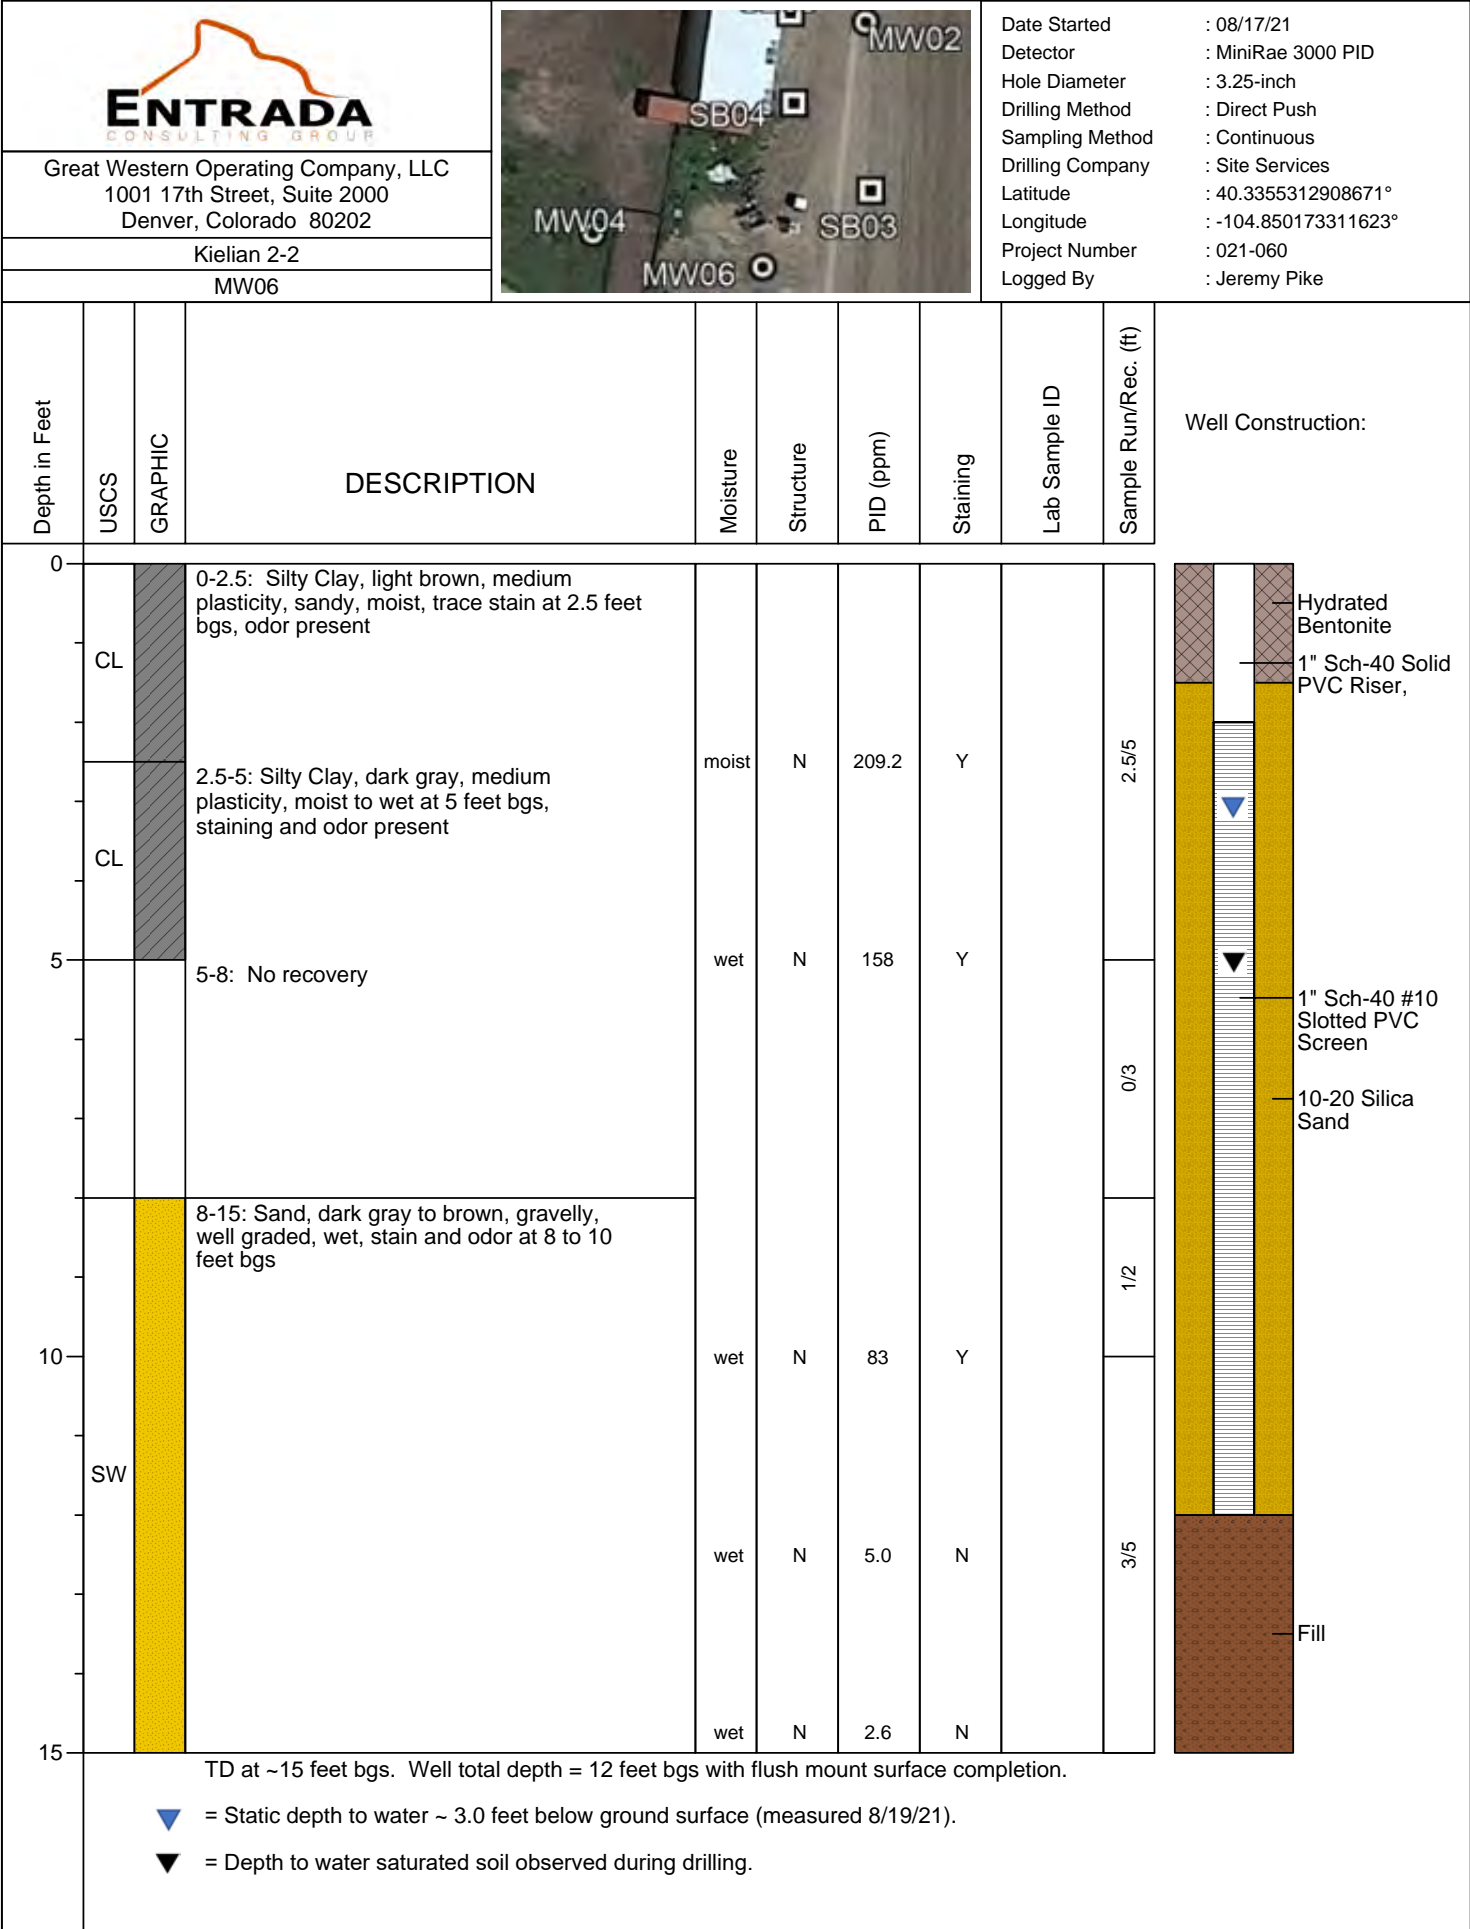 ENTRADA
CONSULTING GROUP
Great Western Operating Company, LLC
1001 17th Street, Suite 2000
Denver, Colorado  80202
Kielian 2-2
MW06
MW02
SB04
MW04
SB03
MW06
Date Started : 08/17/21
Detector : MiniRae 3000 PID
Hole Diameter : 3.25-inch
Drilling Method : Direct Push
Sampling Method : Continuous
Drilling Company : Site Services
Latitude : 40.3355312908671°
Longitude : -104.850173311623°
Project Number : 021-060
Logged By : Jeremy Pike
Depth in Feet
USCS
GRAPHIC
DESCRIPTION
Moisture
Structure
PID (ppm)
Staining
Lab Sample ID
Sample Run/Rec. (ft)
Well Construction:
0
0-2.5:  Silty Clay, light brown, medium
plasticity, sandy, moist, trace stain at 2.5 feet
bgs, odor present
CL
moist N 209.2 Y
2.5/5
2.5-5: Silty Clay, dark gray, medium
plasticity, moist to wet at 5 feet bgs,
staining and odor present
CL
5
wet N 158 Y
5-8:  No recovery
0/3
8-15: Sand, dark gray to brown, gravelly,
well graded, wet, stain and odor at 8 to 10
feet bgs
1/2
10
wet N 83 Y
SW
wet N 5.0 N
3/5
wet N 2.6 N
15
Hydrated
Bentonite
1" Sch-40 Solid
PVC Riser,
1" Sch-40 #10
Slotted PVC
Screen
10-20 Silica
Sand
Fill
TD at ~15 feet bgs.  Well total depth = 12 feet bgs with flush mount surface completion.
= Static depth to water ~ 3.0 feet below ground surface (measured 8/19/21).
= Depth to water saturated soil observed during drilling.